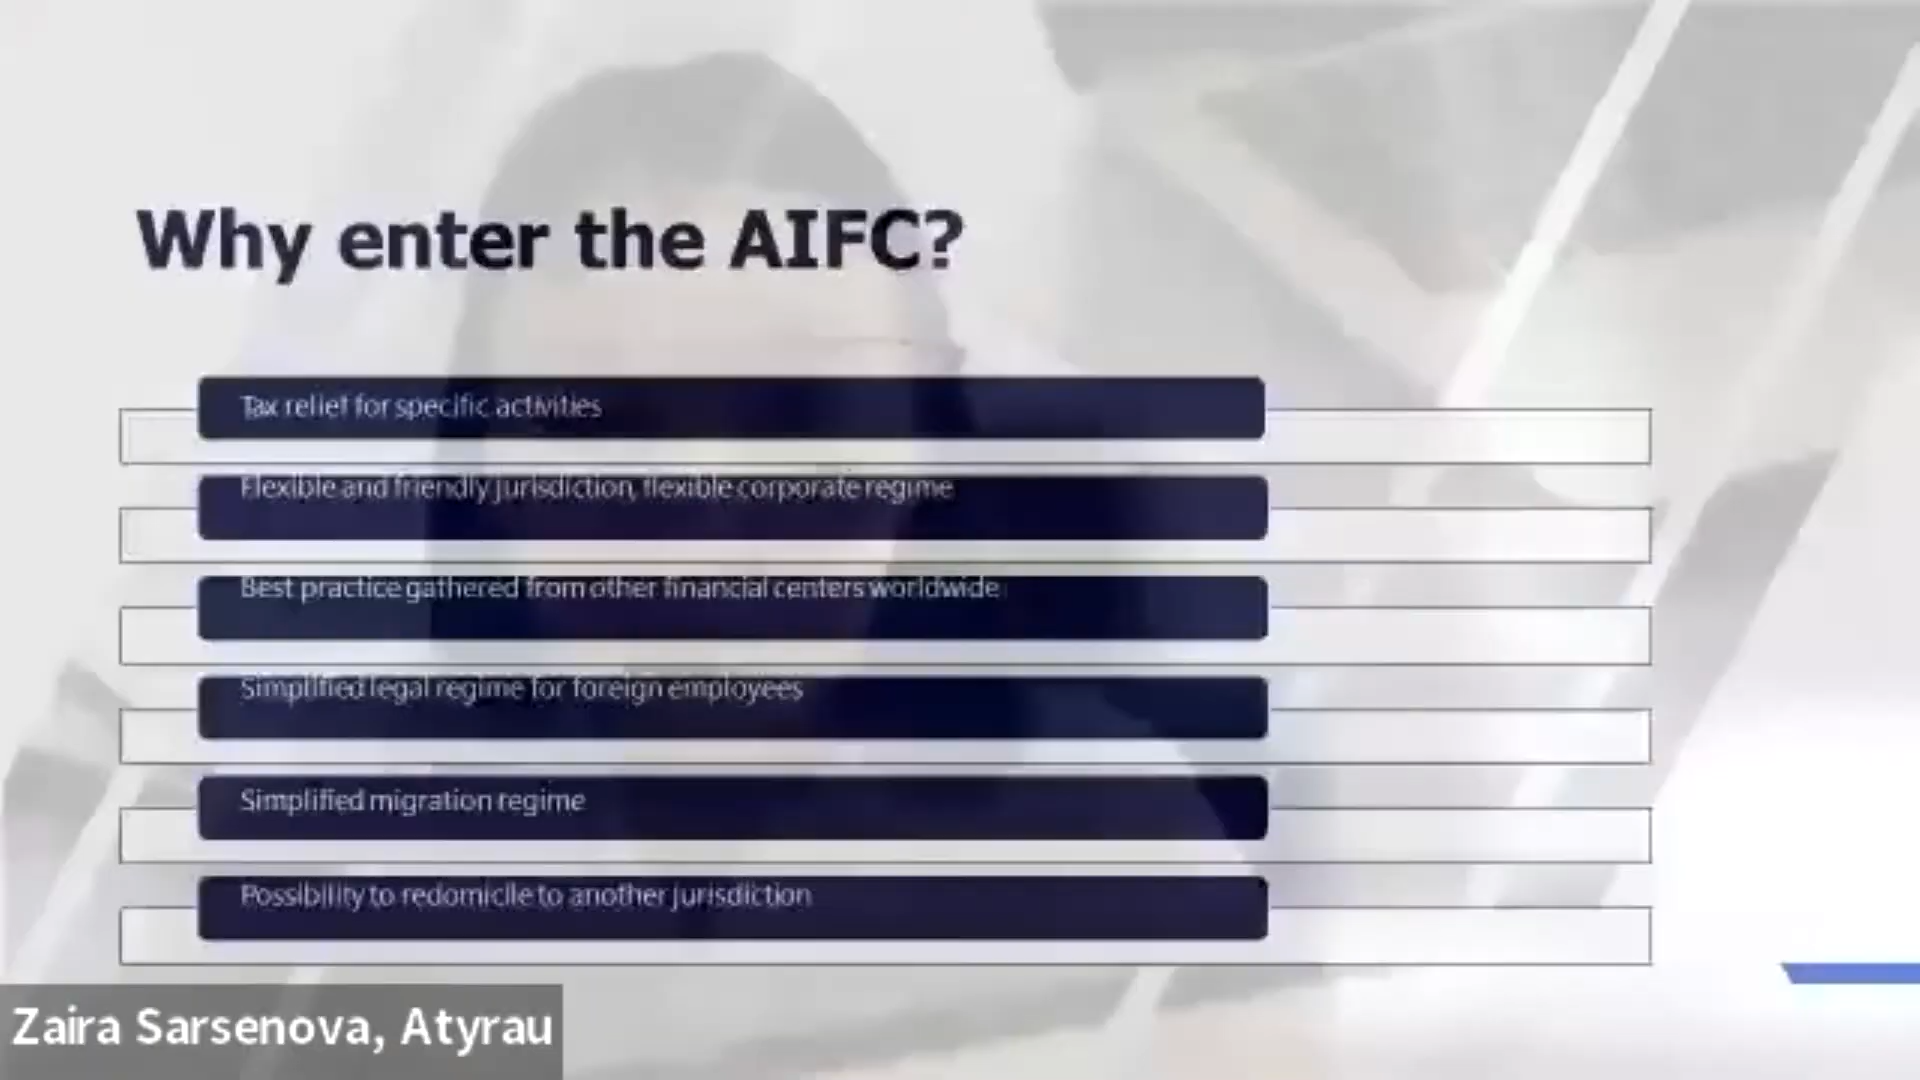 Why enter the AIFC?
Tax relief for specific activities
Flexible and friendly jurisdiction, flexible corporate regime
Best practice gathered from other financial centers worldwide
Simplified legal regime for foreign employees
Simplified migration regime
Possibility to redomicile to another jurisdiction
Zaira Sarsenova, Atyrau